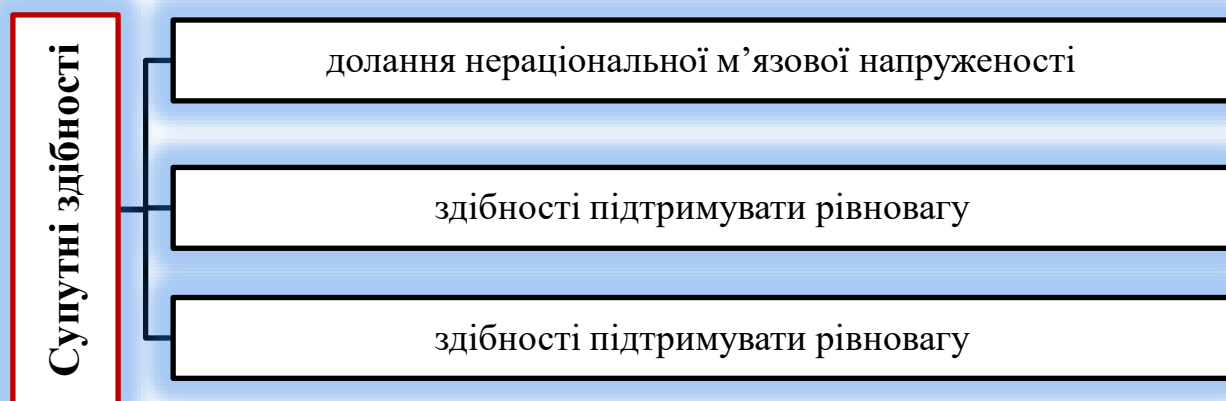 Супутні здібності
долання нераціональної м’язової напруженості
здібності підтримувати рівновагу
здібності підтримувати рівновагу